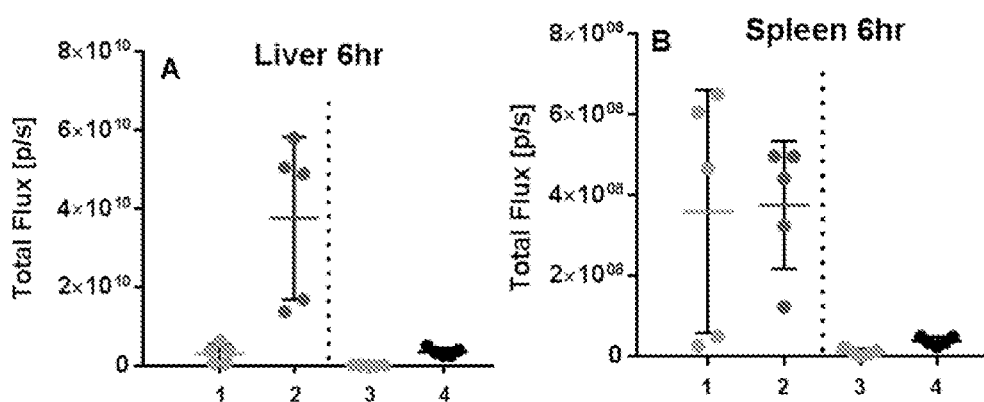 A
Liver 6hr
Total Flux [p/s]
8×10¹⁰
6×10¹⁰
4×10¹⁰
2×10¹⁰
0
1 2 3 4
B
Spleen 6hr
Total Flux [p/s]
8×10⁰⁸
6×10⁰⁸
4×10⁰⁸
2×10⁰⁸
0
1 2 3 4